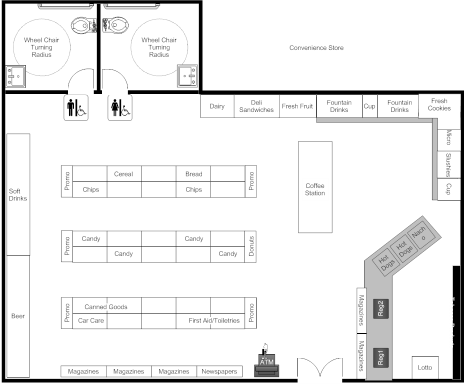 Wheel Chair
Turning
Radius
Wheel Chair
Turning
Radius
Convenience Store
Dairy
Deli
Sandwiches
Fresh Fruit
Fountain
Drinks
Cup
Fountain
Drinks
Fresh
Cookies
Micro
Slushies
Cup
Promo
Cereal
Bread
Chips
Chips
Promo
Coffee
Station
Soft
Drinks
Promo
Candy
Candy
Candy
Candy
Donuts
Nacho
Hot
Dogs
Hot
Dogs
Promo
Canned Goods
Car Care
First Aid/Toiletries
Promo
Beer
Magazines
Magazines
Reg2
Reg1
Magazines
Magazines
Magazines
Newspapers
ATM
Lotto